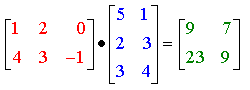 [1 2 0] [5 1] [9 7]
[4 3 −1] • [2 3] = [23 9]
[3 4]